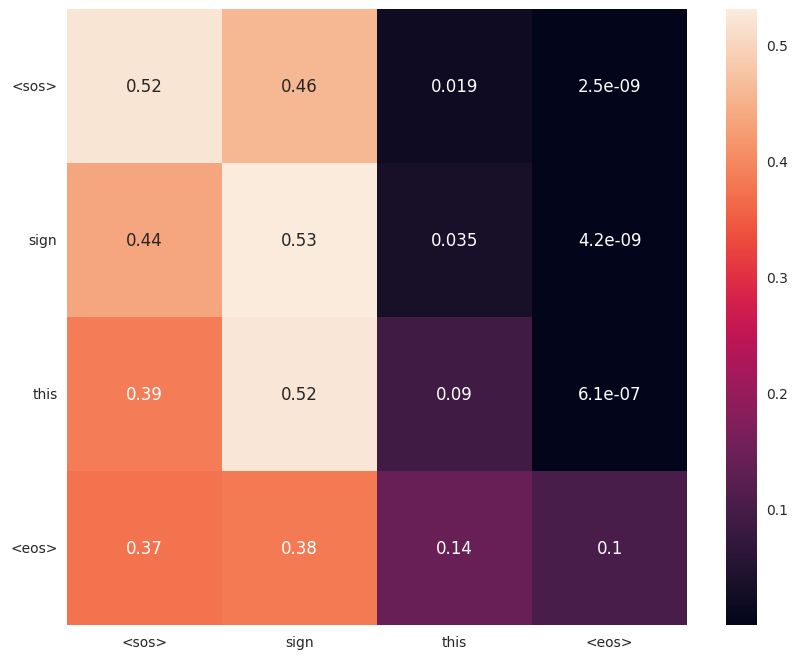 0.5
<sos> 0.52 0.46 0.019 2.5e-09
0.4
sign 0.44 0.53 0.035 4.2e-09
0.3
this 0.39 0.52 0.09 6.1e-07
0.2
0.1
<eos> 0.37 0.38 0.14 0.1
<sos> sign this <eos>